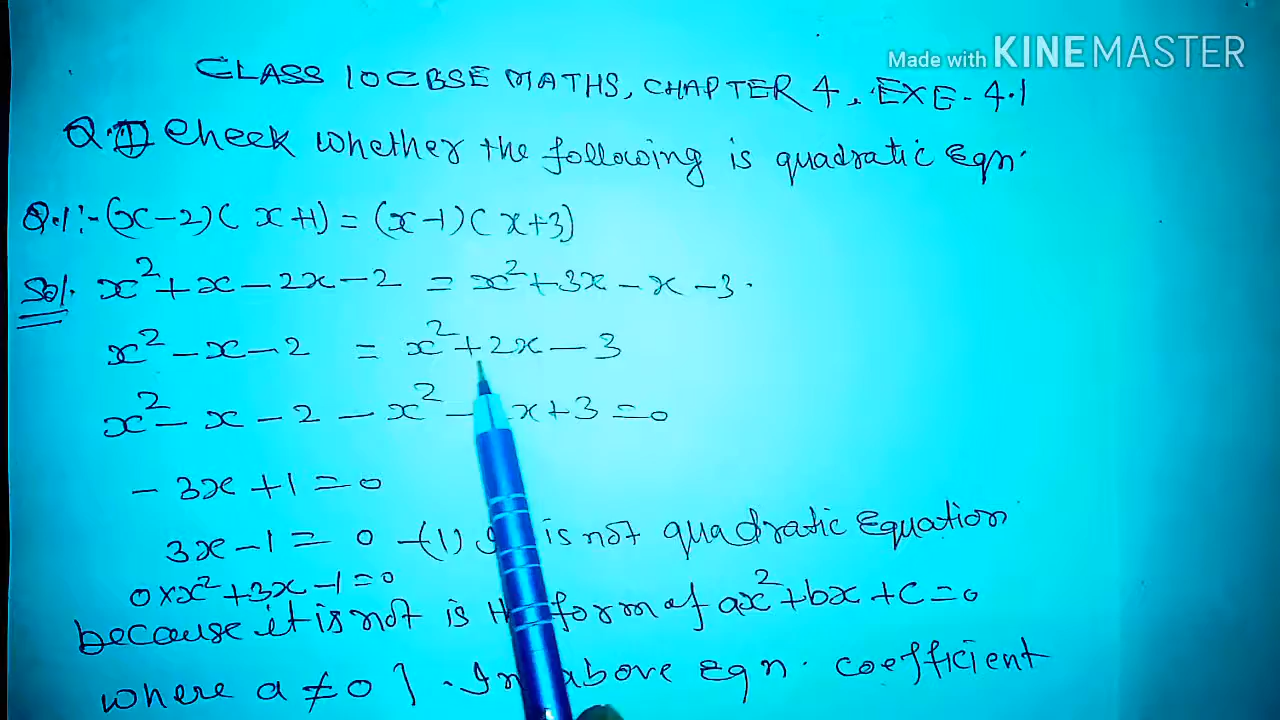 Made with KINEMASTER
CLASS 10 CBSE MATHS, CHAPTER 4, EXE-4.1
Q.1 Check whether the following is quadratic Eqn.
Q.1:- (x-2)(x+1) = (x-1)(x+3)
Sol. x²+x-2x-2 = x²+3x-x-3.
x²-x-2 = x²+2x-3
x²-x-2-x²- x+3=0
-3x+1=0
3x-1=0 -(1) is not quadratic Equation
0×x²+3x-1=0
because it is not is form of ax²+bx+c=0
where a≠0] . In above Eqn. coefficient